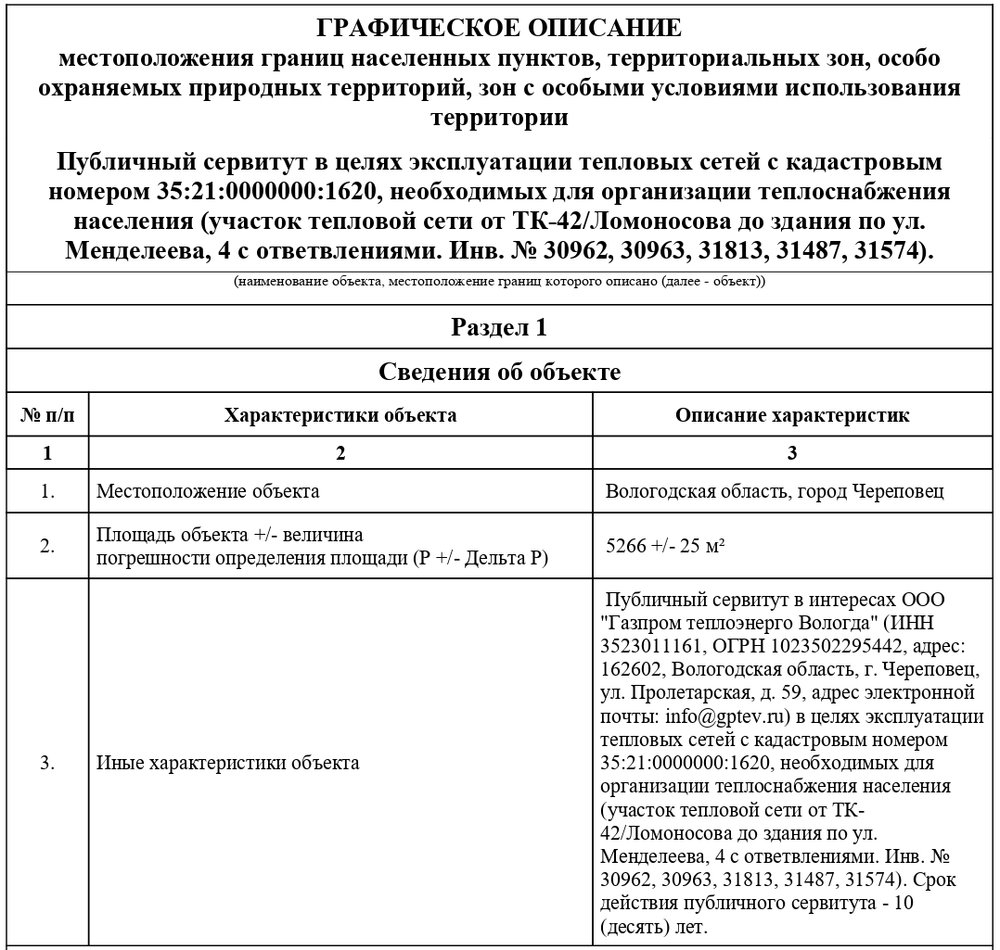 ГРАФИЧЕСКОЕ ОПИСАНИЕ
местоположения границ населенных пунктов, территориальных зон, особо
охраняемых природных территорий, зон с особыми условиями использования
территории
Публичный сервитут в целях эксплуатации тепловых сетей с кадастровым
номером 35:21:0000000:1620, необходимых для организации теплоснабжения
населения (участок тепловой сети от ТК-42/Ломоносова до здания по ул.
Менделеева, 4 с ответвлениями. Инв. № 30962, 30963, 31813, 31487, 31574).
(наименование объекта, местоположение границ которого описано (далее - объект))
Раздел 1
Сведения об объекте
№ п/п Характеристики объекта Описание характеристик
1 2 3
1. Местоположение объекта Вологодская область, город Череповец
2. Площадь объекта +/- величина
погрешности определения площади (Р +/- Дельта Р) 5266 +/- 25 м²
3. Иные характеристики объекта
Публичный сервитут в интересах ООО
"Газпром теплоэнерго Вологда" (ИНН
3523011161, ОГРН 1023502295442, адрес:
162602, Вологодская область, г. Череповец,
ул. Пролетарская, д. 59, адрес электронной
почты: info@gptev.ru) в целях эксплуатации
тепловых сетей с кадастровым номером
35:21:0000000:1620, необходимых для
организации теплоснабжения населения
(участок тепловой сети от ТК-
42/Ломоносова до здания по ул.
Менделеева, 4 с ответвлениями. Инв. №
30962, 30963, 31813, 31487, 31574). Срок
действия публичного сервитута - 10
(десять) лет.